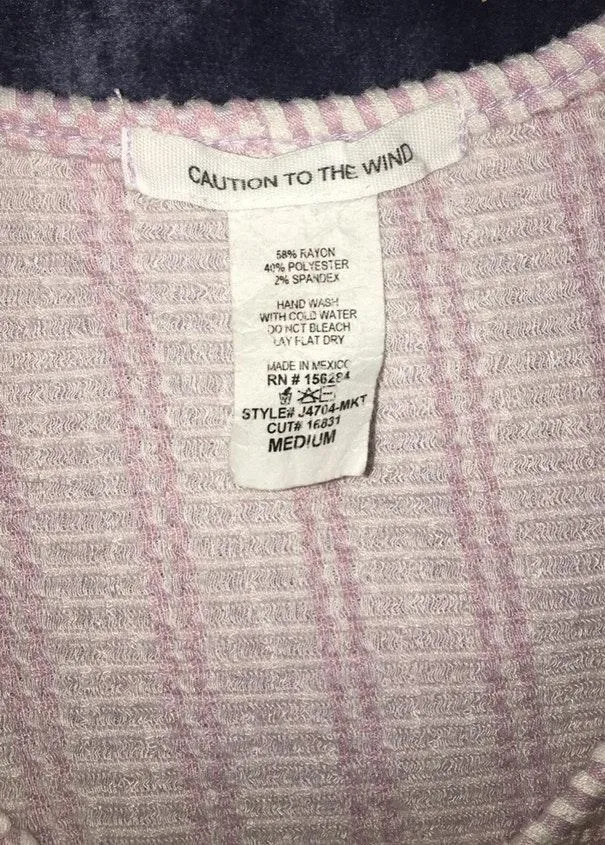 CAUTION TO THE WIND
58% RAYON
40% POLYESTER
2% SPANDEX
HAND WASH
WITH COLD WATER
DO NOT BLEACH
LAY FLAT DRY
MADE IN MEXICO
RN # 156284
STYLE# J4704-MKT
CUT# 16831
MEDIUM